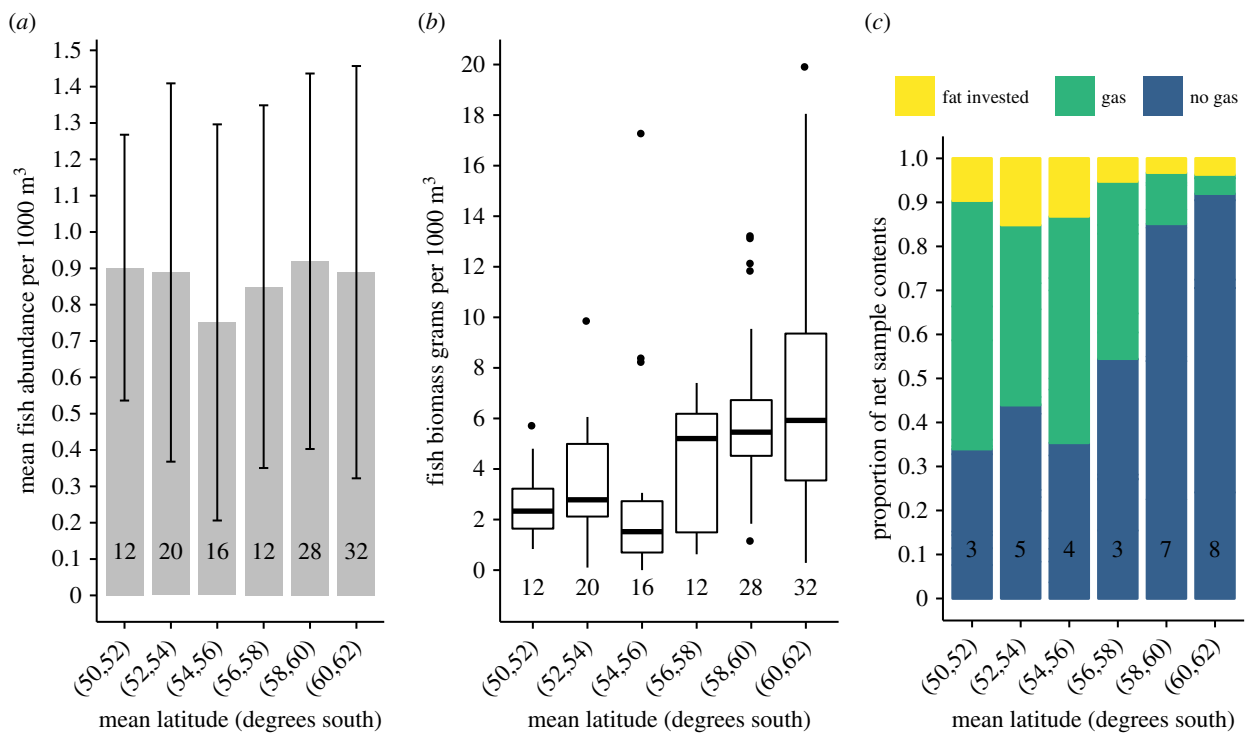 (a)
mean fish abundance per 1000 m³
1.5
1.4
1.3
1.2
1.1
1.0
0.9
0.8
0.7
0.6
0.5
0.4
0.3
0.2
0.1
0
12 20 16 12 28 32
(50,52) (52,54) (54,56) (56,58) (58,60) (60,62)
mean latitude (degrees south)
(b)
fish biomass grams per 1000 m³
20
18
16
14
12
10
8
6
4
2
0
12 20 16 12 28 32
(50,52) (52,54) (54,56) (56,58) (58,60) (60,62)
mean latitude (degrees south)
(c)
fat invested gas no gas
proportion of net sample contents
1.0
0.9
0.8
0.7
0.6
0.5
0.4
0.3
0.2
0.1
0
3 5 4 3 7 8
(50,52) (52,54) (54,56) (56,58) (58,60) (60,62)
mean latitude (degrees south)